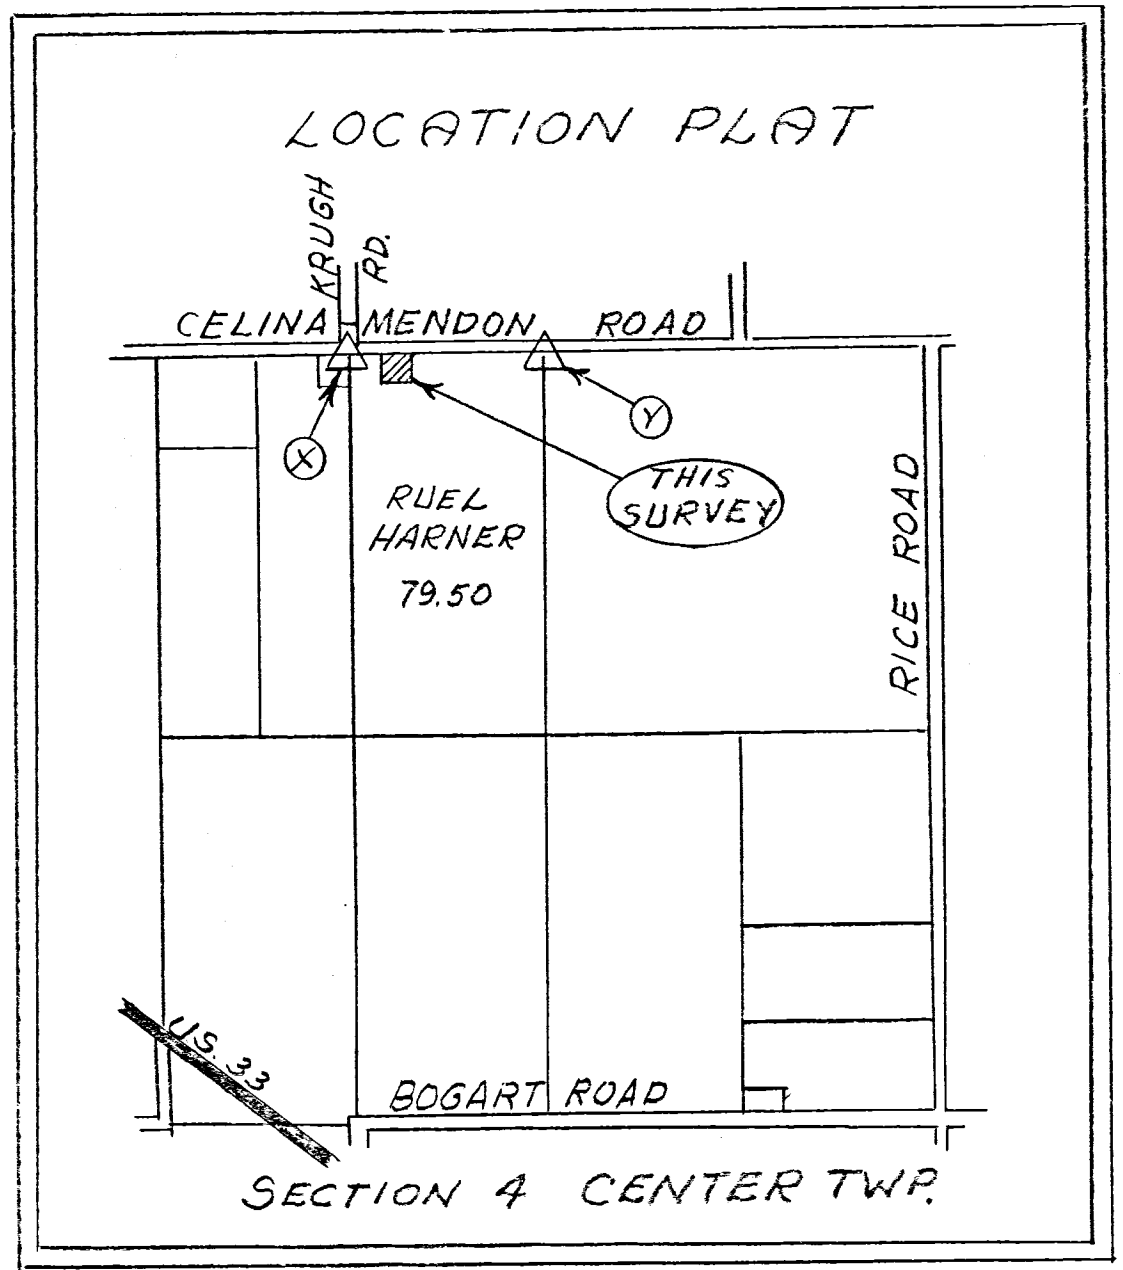 LOCATION PLAT
KRUGH
RD.
CELINA MENDON ROAD
X
Y
THIS
SURVEY
RUEL
HARNER
79.50
RICE ROAD
U.S. 33
BOGART ROAD
SECTION 4 CENTER TWP.